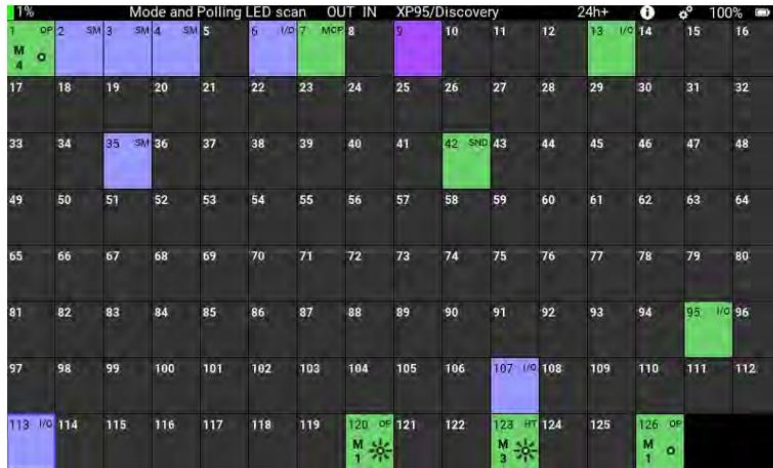 1% Mode and Polling LED scan OUT IN XP95/Discovery 24h+ i 100%
1 OP 2 SM 3 SM 4 SM 5 6 I/O 7 MCP 8 9 10 11 12 13 I/O 14 15 16
M
4
17 18 19 20 21 22 23 24 25 26 27 28 29 30 31 32
33 34 35 SM 36 37 38 39 40 41 42 SND 43 44 45 46 47 48
49 50 51 52 53 54 55 56 57 58 59 60 61 62 63 64
65 66 67 68 69 70 71 72 73 74 75 76 77 78 79 80
81 82 83 84 85 86 87 88 89 90 91 92 93 94 95 I/O 96
97 98 99 100 101 102 103 104 105 106 107 I/O 108 109 110 111 112
113 I/O 114 115 116 117 118 119 120 OP 121 122 123 HT 124 125 126 OP
M M M
1 3 1